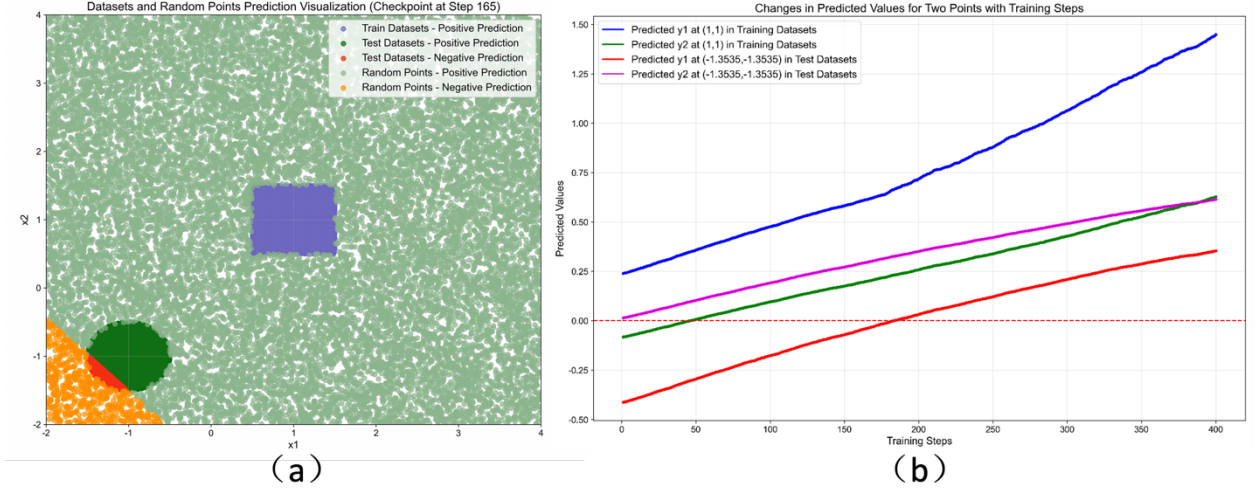 Datasets and Random Points Prediction Visualization (Checkpoint at Step 165)
Train Datasets - Positive Prediction
Test Datasets - Positive Prediction
Test Datasets - Negative Prediction
Random Points - Positive Prediction
Random Points - Negative Prediction
4
3
2
1
0
-1
-2
x2
-2
-1
0
1
2
3
4
x1
(a)
Changes in Predicted Values for Two Points with Training Steps
Predicted y1 at (1,1) in Training Datasets
Predicted y2 at (1,1) in Training Datasets
Predicted y1 at (-1.3535,-1.3535) in Test Datasets
Predicted y2 at (-1.3535,-1.3535) in Test Datasets
1.50
1.25
1.00
0.75
0.50
0.25
0.00
-0.25
-0.50
Predicted Values
0
50
100
150
200
250
300
350
400
Training Steps
(b)